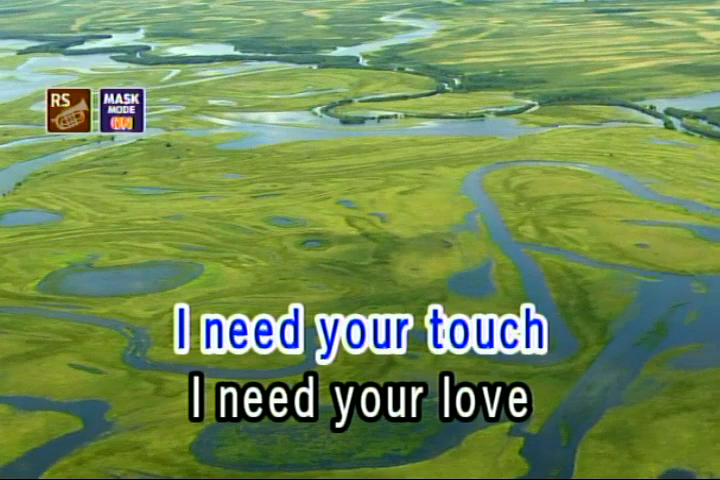 RS
MASK
MODE
ON
I need your touch
I need your love